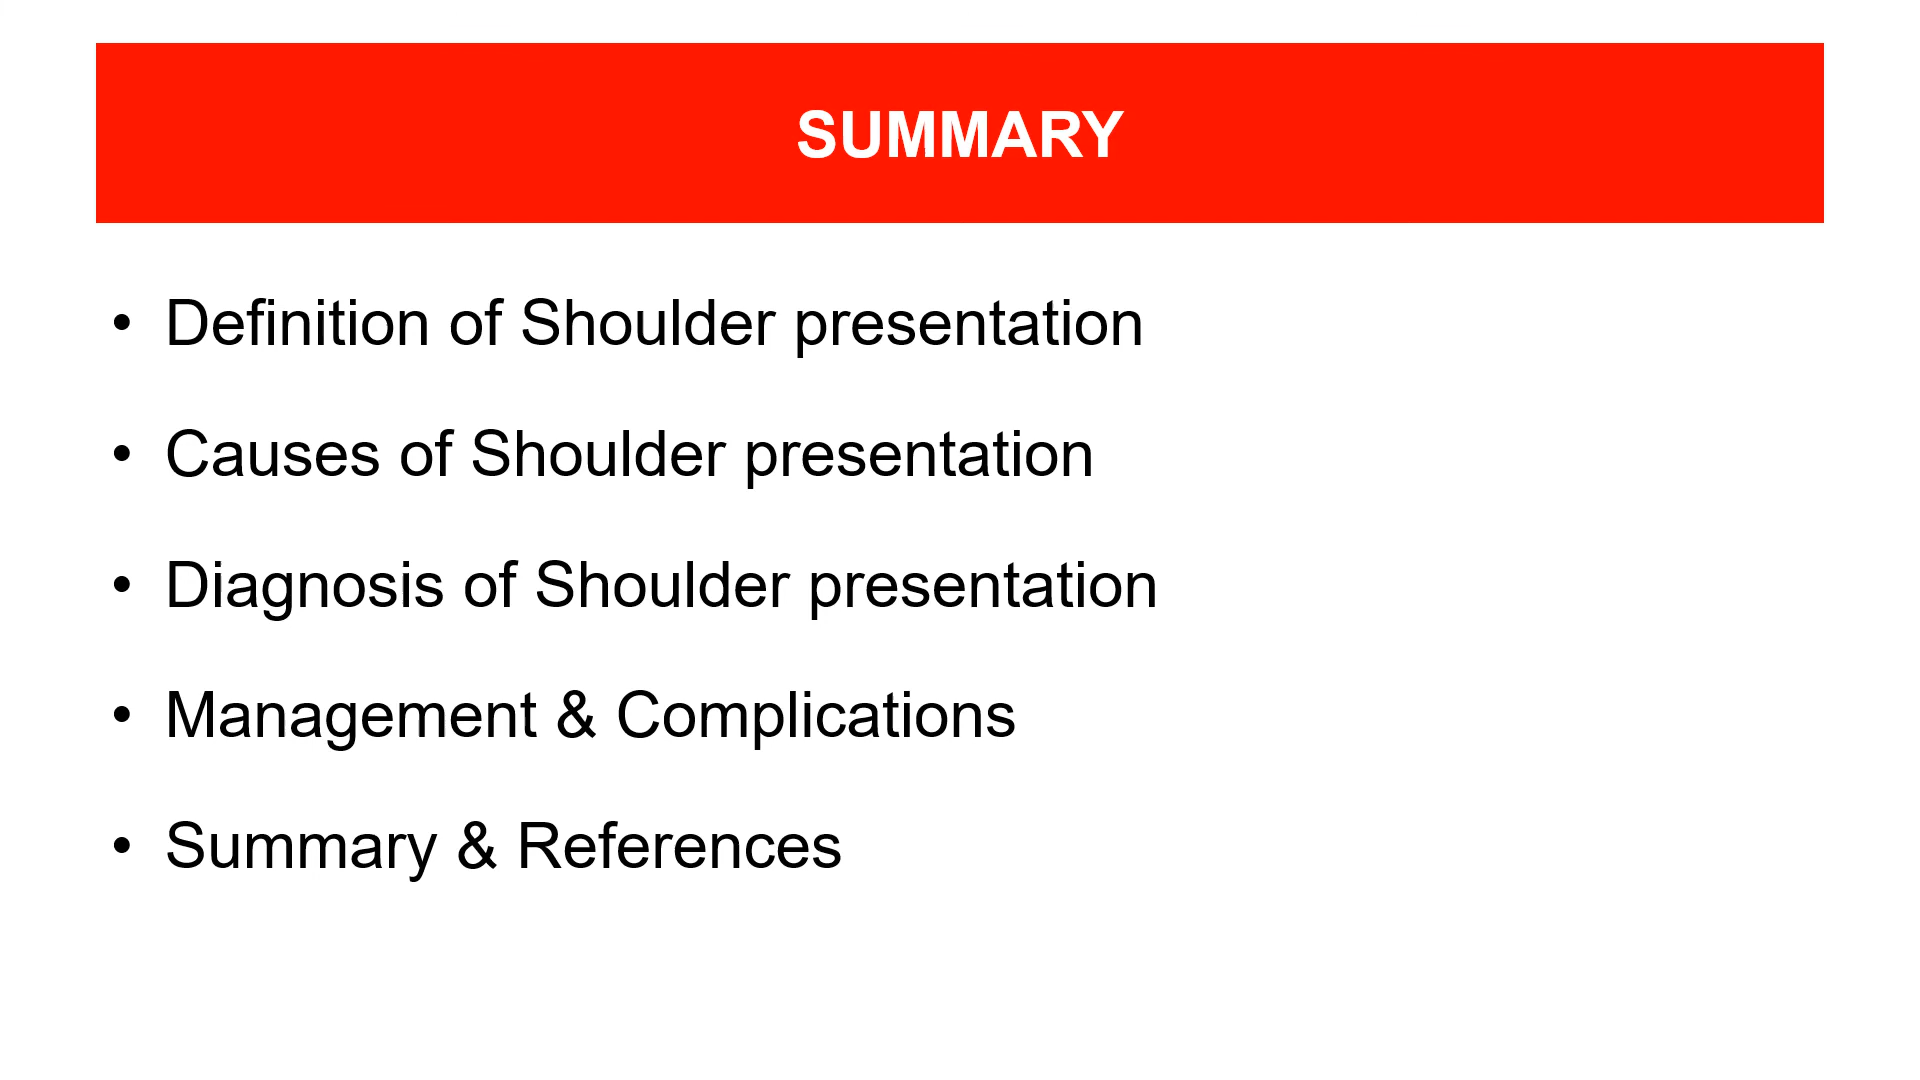 SUMMARY
• Definition of Shoulder presentation
• Causes of Shoulder presentation
• Diagnosis of Shoulder presentation
• Management & Complications
• Summary & References